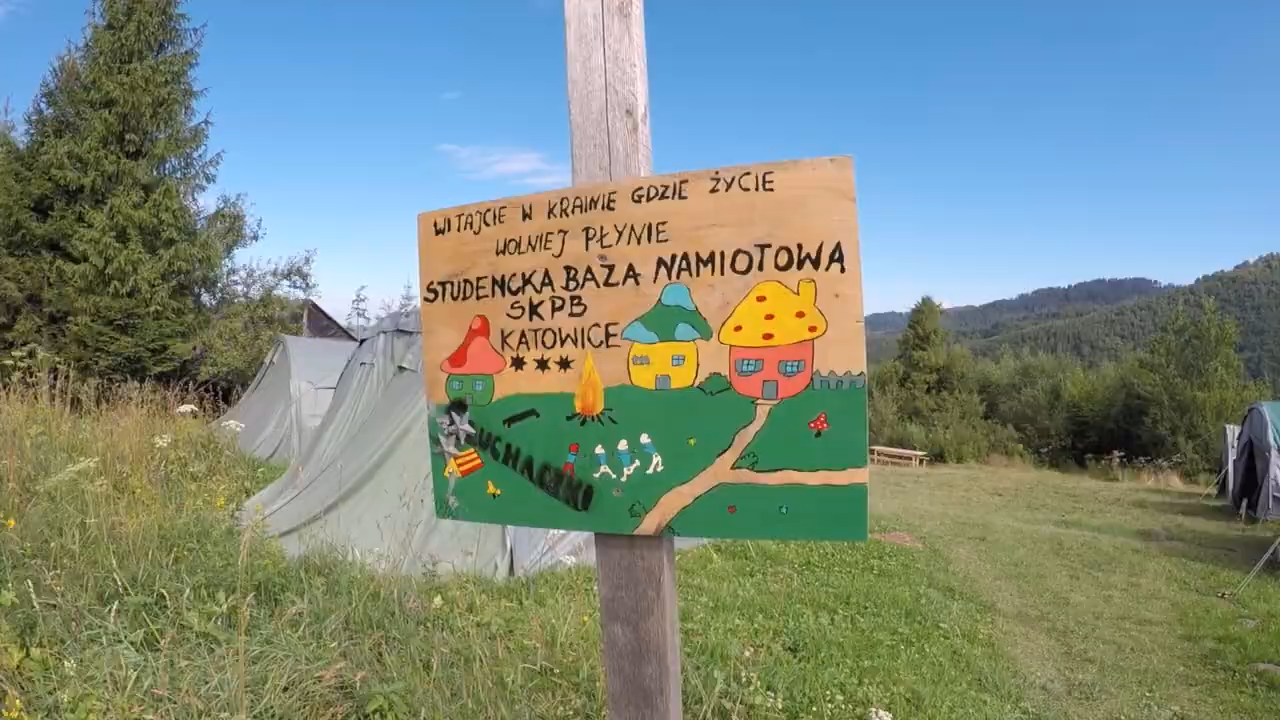 WITAJCIE W KRAINIE GDZIE ŻYCIE
WOLNIEJ PŁYNIE
STUDENCKA BAZA NAMIOTOWA
SKPB
KATOWICE